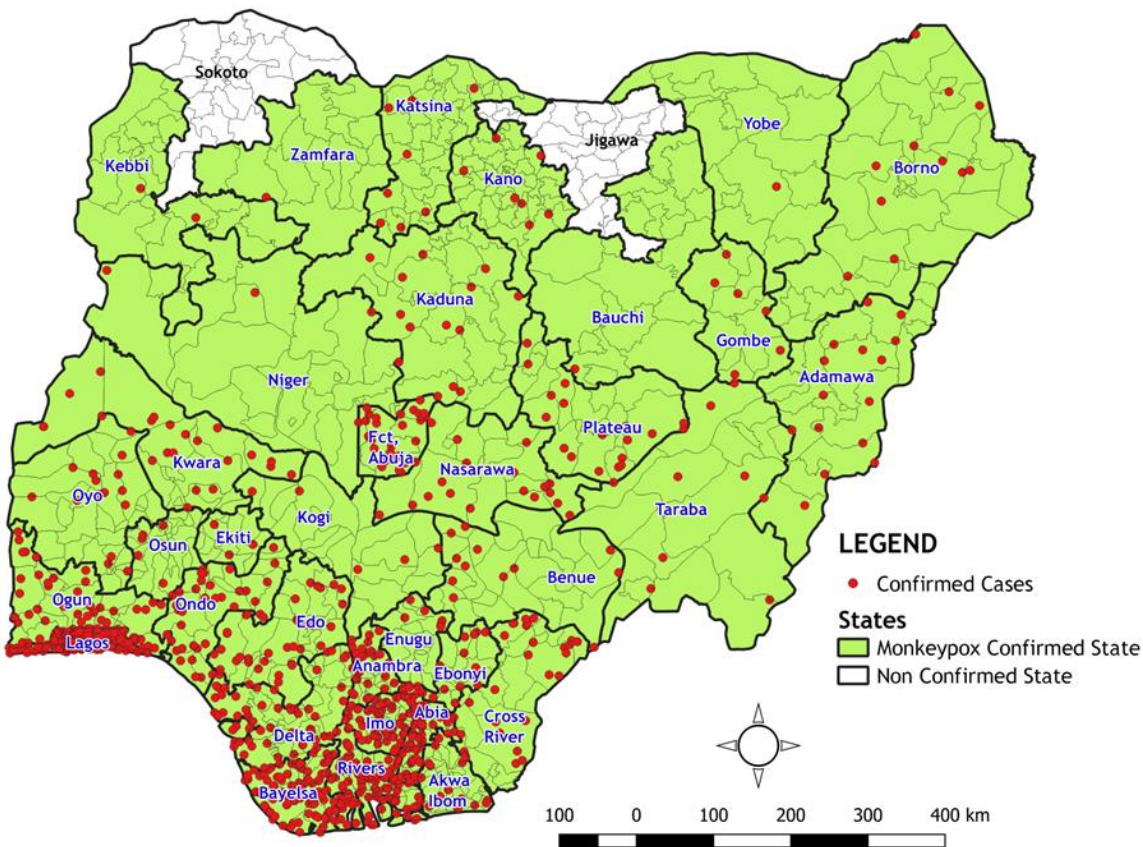 Sokoto
Katsina
Jigawa
Yobe
Kebbi
Zamfara
Kano
Borno
Kaduna
Bauchi
Gombe
Niger
Adamawa
Fct,
Abuja
Plateau
Kwara
Nasarawa
Oyo
Kogi
Taraba
Osun
Ekiti
Benue
Ogun
Ondo
Edo
Lagos
Enugu
Anambra
Ebonyi
Imo
Abia
Cross
River
Delta
Rivers
Bayelsa
Akwa
Ibom
LEGEND
Confirmed Cases
States
Monkeypox Confirmed State
Non Confirmed State
100 0 100 200 300 400 km